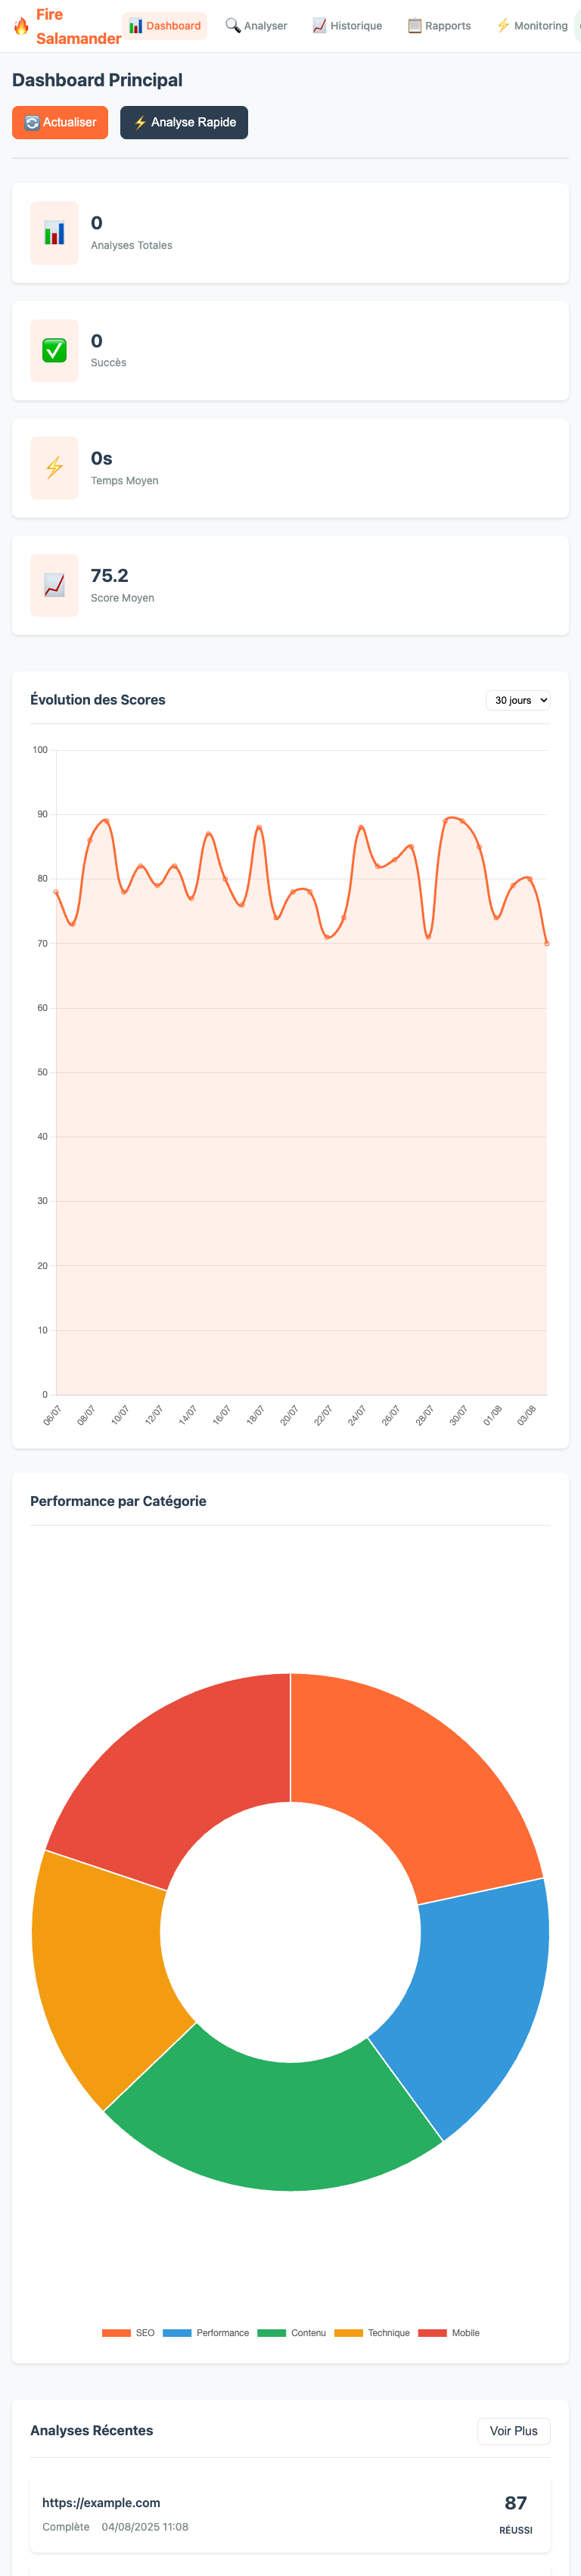 Fire
Salamander
Dashboard
Analyser
Historique
Rapports
Monitoring
Dashboard Principal
Actualiser
Analyse Rapide
0
Analyses Totales
0
Succès
0s
Temps Moyen
75.2
Score Moyen
Évolution des Scores
30 jours
100
90
80
70
60
50
40
30
20
10
0
06/07
08/07
10/07
12/07
14/07
16/07
18/07
20/07
22/07
24/07
26/07
28/07
30/07
01/08
03/08
Performance par Catégorie
SEO
Performance
Contenu
Technique
Mobile
Analyses Récentes
Voir Plus
https://example.com
87
Complète 04/08/2025 11:08
RÉUSSI